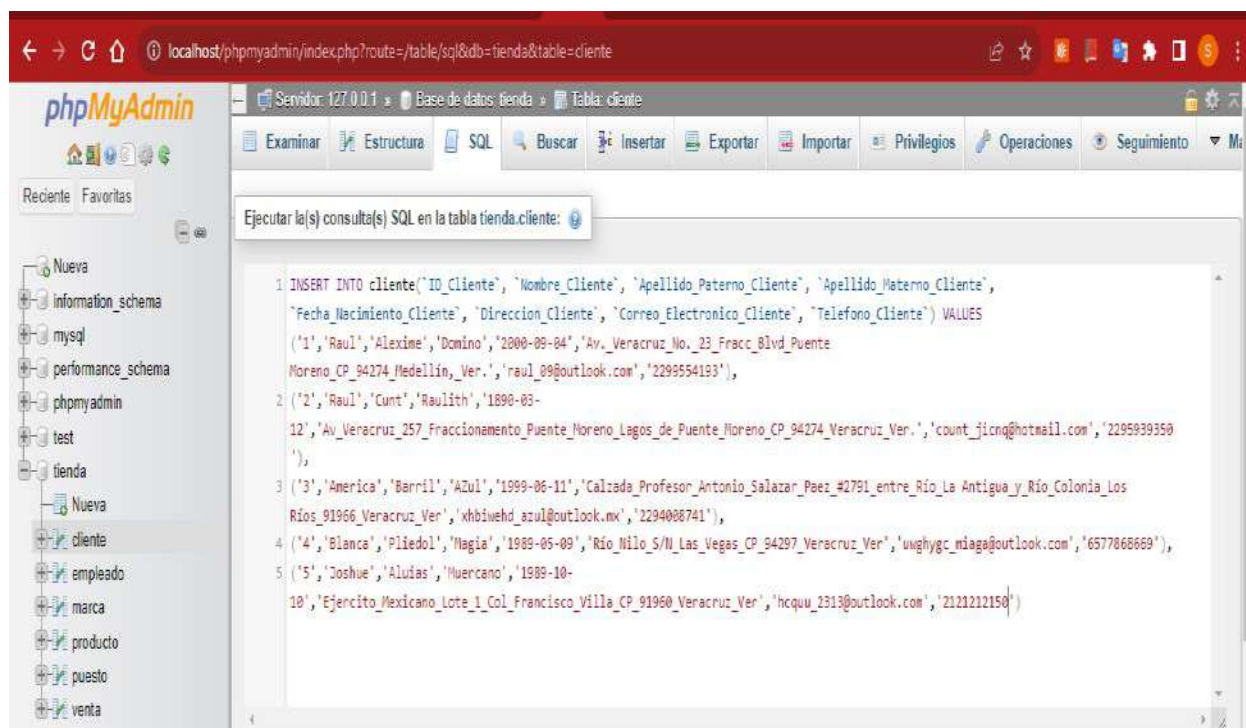 localhost/phpmyadmin/index.php?route=/table/sql&db=tienda&table=cliente
S
phpMyAdmin
Servidor: 127.0.0.1 » Base de datos: tienda » Tabla: cliente
Examinar Estructura SQL Buscar Insertar Exportar Importar Privilegios Operaciones Seguimiento
Reciente Favoritas
Ejecutar la(s) consulta(s) SQL en la tabla tienda.cliente:
Nueva
information_schema
mysql
performance_schema
phpmyadmin
test
tienda
Nueva
cliente
empleado
marca
producto
puesto
venta
1 INSERT INTO cliente(`ID_Cliente`, `Nombre_Cliente`, `Apellido_Paterno_Cliente`, `Apellido_Materno_Cliente`,
`Fecha_Nacimiento_Cliente`, `Direccion_Cliente`, `Correo_Electronico_Cliente`, `Telefono_Cliente`) VALUES
('1','Raul','Alexime','Domino','2000-09-04','Av._Veracruz_No._23_Fracc_Blvd_Puente
Moreno_CP_94274_Medellín,_Ver.','raul_09@outlook.com','2299554193'),
2 ('2','Raul','Cunt','Raulith','1890-03-
12','Av_Veracruz_257_Fraccionamento_Puente_Moreno_Lagos_de_Puente_Moreno_CP_94274_Veracruz_Ver.','count_jicnq@hotmail.com','2295939350
'),
3 ('3','America','Barril','AZul','1999-06-11','Calzada_Profesor_Antonio_Salazar_Paez_#2791_entre_Río_La Antigua_y_Río_Colonia_Los
Ríos_91966_Veracruz_Ver','xhbiwehd_azul@outlook.mx','2294008741'),
4 ('4','Blanca','Pliedol','Magia','1989-05-09','Río_Nilo_S/N_Las_Vegas_CP_94297_Veracruz_Ver','uwghygc_miaga@outlook.com','6577868669'),
5 ('5','Joshue','Aluias','Muercano','1989-10-
10','Ejercito_Mexicano_Lote_1_Col_Francisco_Villa_CP_91960_Veracruz_Ver','hcquu_2313@outlook.com','2121212150')